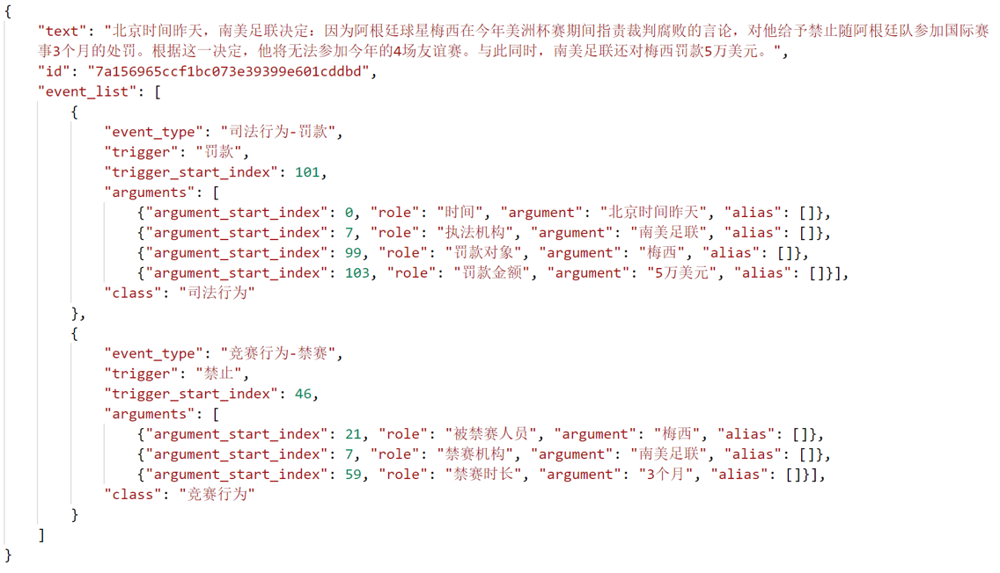 {
"text": "北京时间昨天，南美足联决定：因为阿根廷球星梅西在今年美洲杯赛期间指责裁判腐败的言论，对他给予禁止随阿根廷队参加国际赛
事3个月的处罚。根据这一决定，他将无法参加今年的4场友谊赛。与此同时，南美足联还对梅西罚款5万美元。",
"id": "7a156965ccf1bc073e39399e601cddbd",
"event_list": [
{
"event_type": "司法行为-罚款",
"trigger": "罚款",
"trigger_start_index": 101,
"arguments": [
{"argument_start_index": 0, "role": "时间", "argument": "北京时间昨天", "alias": []},
{"argument_start_index": 7, "role": "执法机构", "argument": "南美足联", "alias": []},
{"argument_start_index": 99, "role": "罚款对象", "argument": "梅西", "alias": []},
{"argument_start_index": 103, "role": "罚款金额", "argument": "5万美元", "alias": []}],
"class": "司法行为"
},
{
"event_type": "竞赛行为-禁赛",
"trigger": "禁止",
"trigger_start_index": 46,
"arguments": [
{"argument_start_index": 21, "role": "被禁赛人员", "argument": "梅西", "alias": []},
{"argument_start_index": 7, "role": "禁赛机构", "argument": "南美足联", "alias": []},
{"argument_start_index": 59, "role": "禁赛时长", "argument": "3个月", "alias": []}],
"class": "竞赛行为"
}
]
}